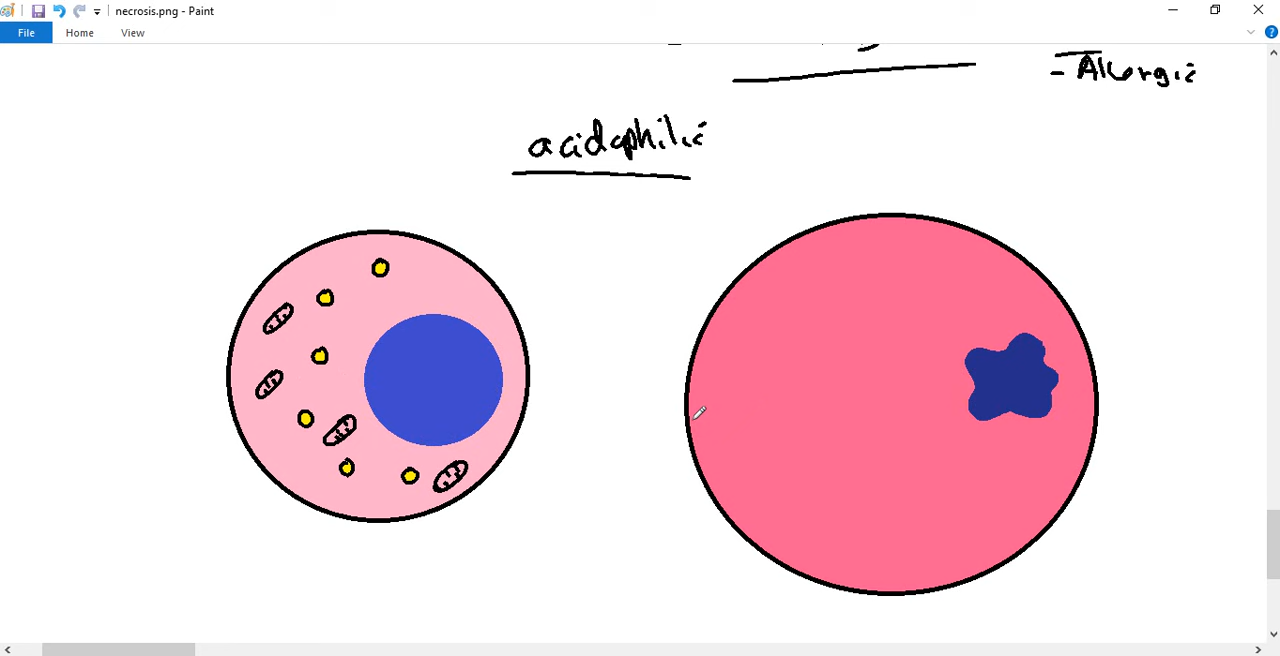 necrosis.png - Paint
File Home View
- Allergic
acidophilic